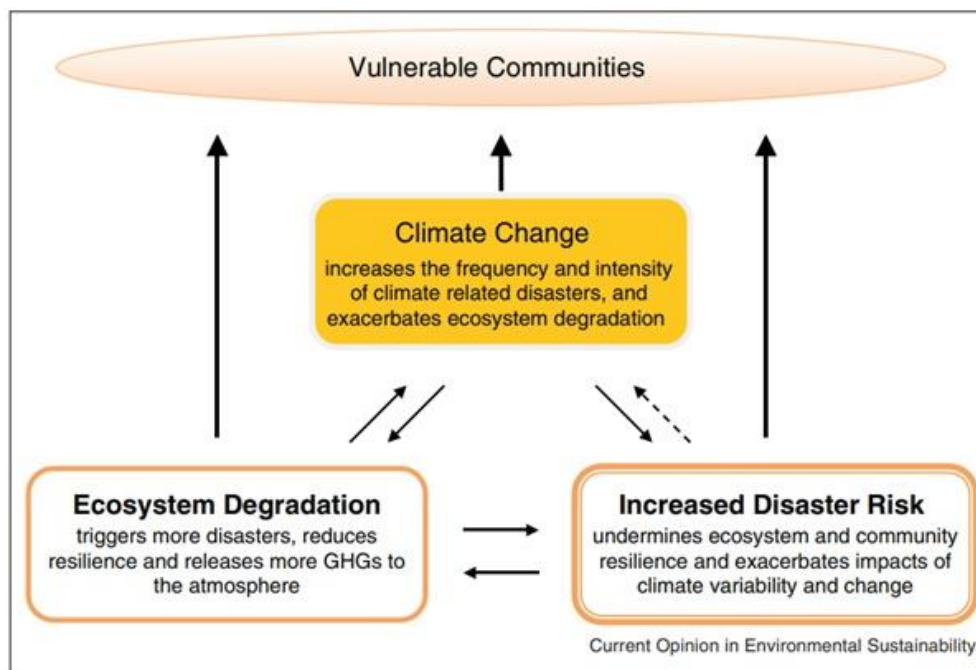 Vulnerable Communities
Climate Change
increases the frequency and intensity
of climate related disasters, and
exacerbates ecosystem degradation
Ecosystem Degradation
triggers more disasters, reduces
resilience and releases more GHGs to
the atmosphere
Increased Disaster Risk
undermines ecosystem and community
resilience and exacerbates impacts of
climate variability and change
Current Opinion in Environmental Sustainability